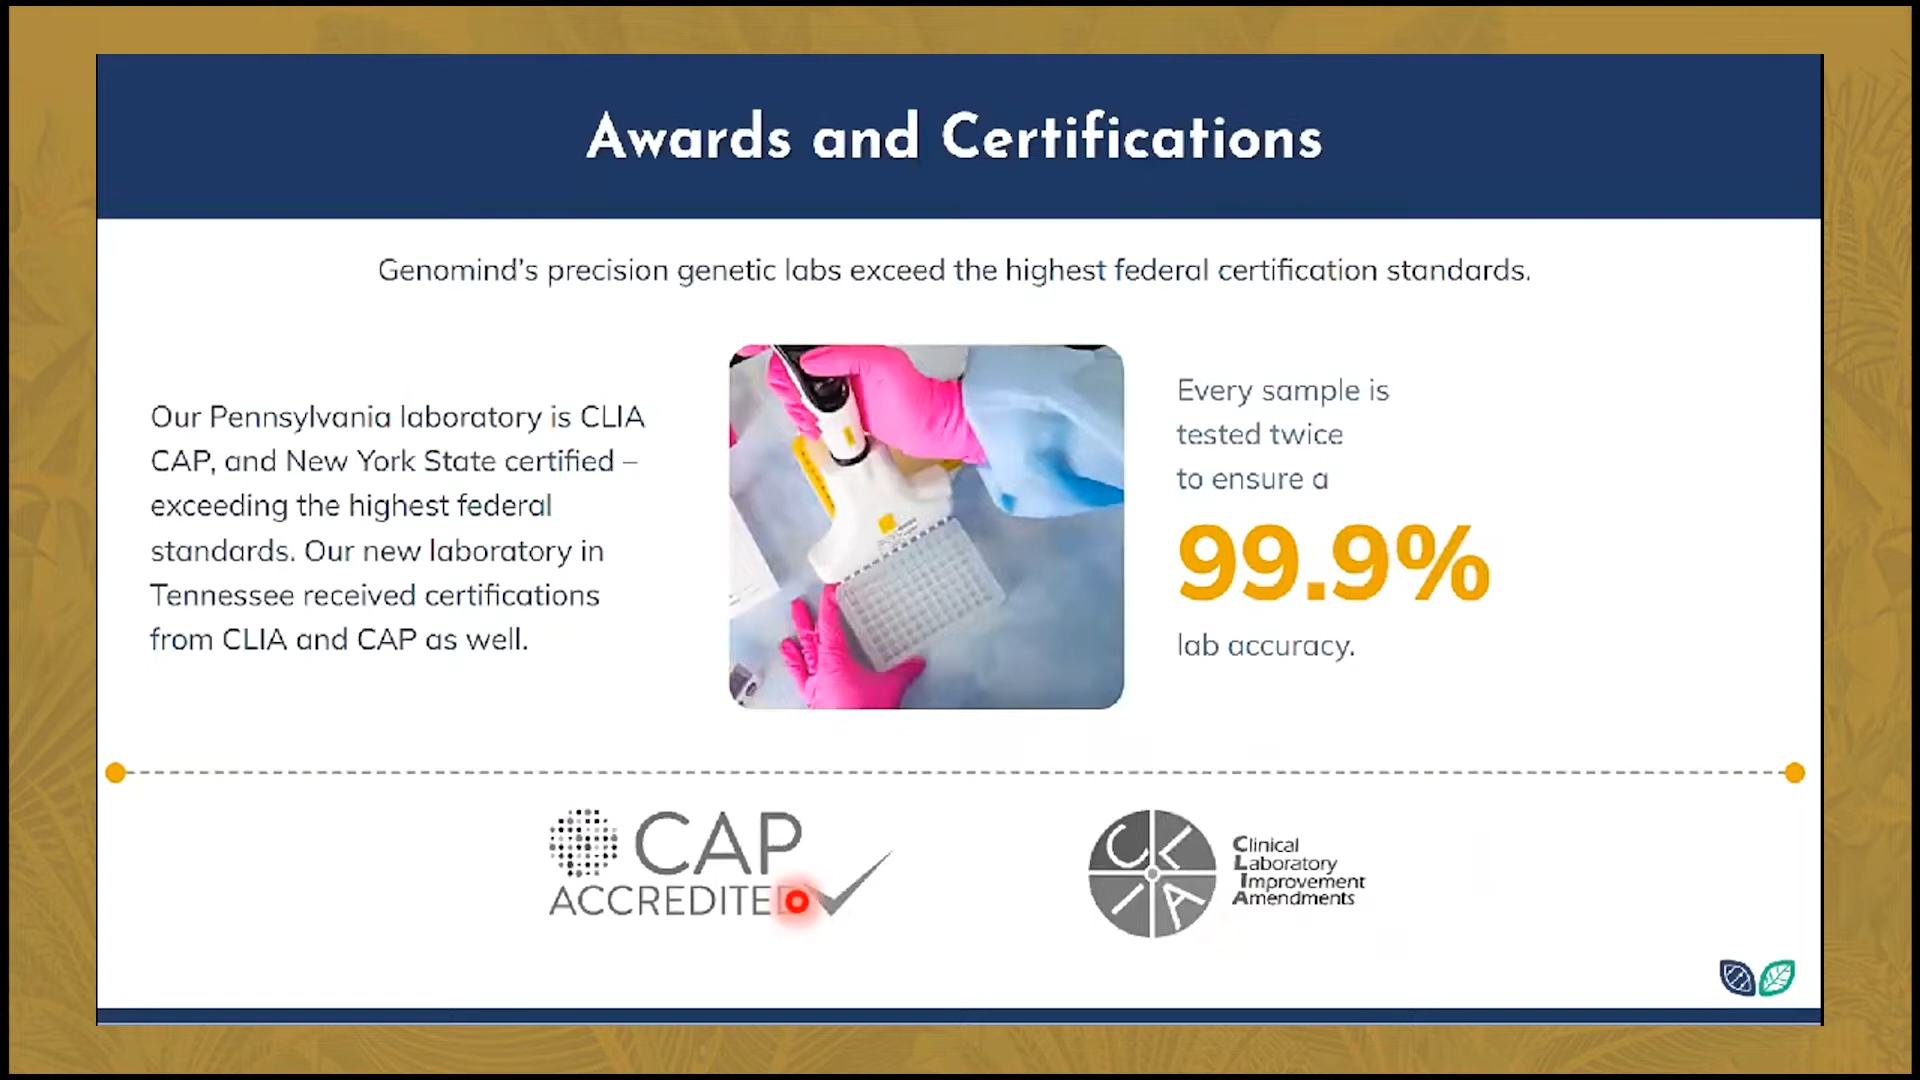 Awards and Certifications
Genomind's precision genetic labs exceed the highest federal certification standards.
Our Pennsylvania laboratory is CLIA
CAP, and New York State certified –
exceeding the highest federal
standards. Our new laboratory in
Tennessee received certifications
from CLIA and CAP as well.
Every sample is
tested twice
to ensure a
99.9%
lab accuracy.
CAP
ACCREDITED
CLIA
Clinical
Laboratory
Improvement
Amendments